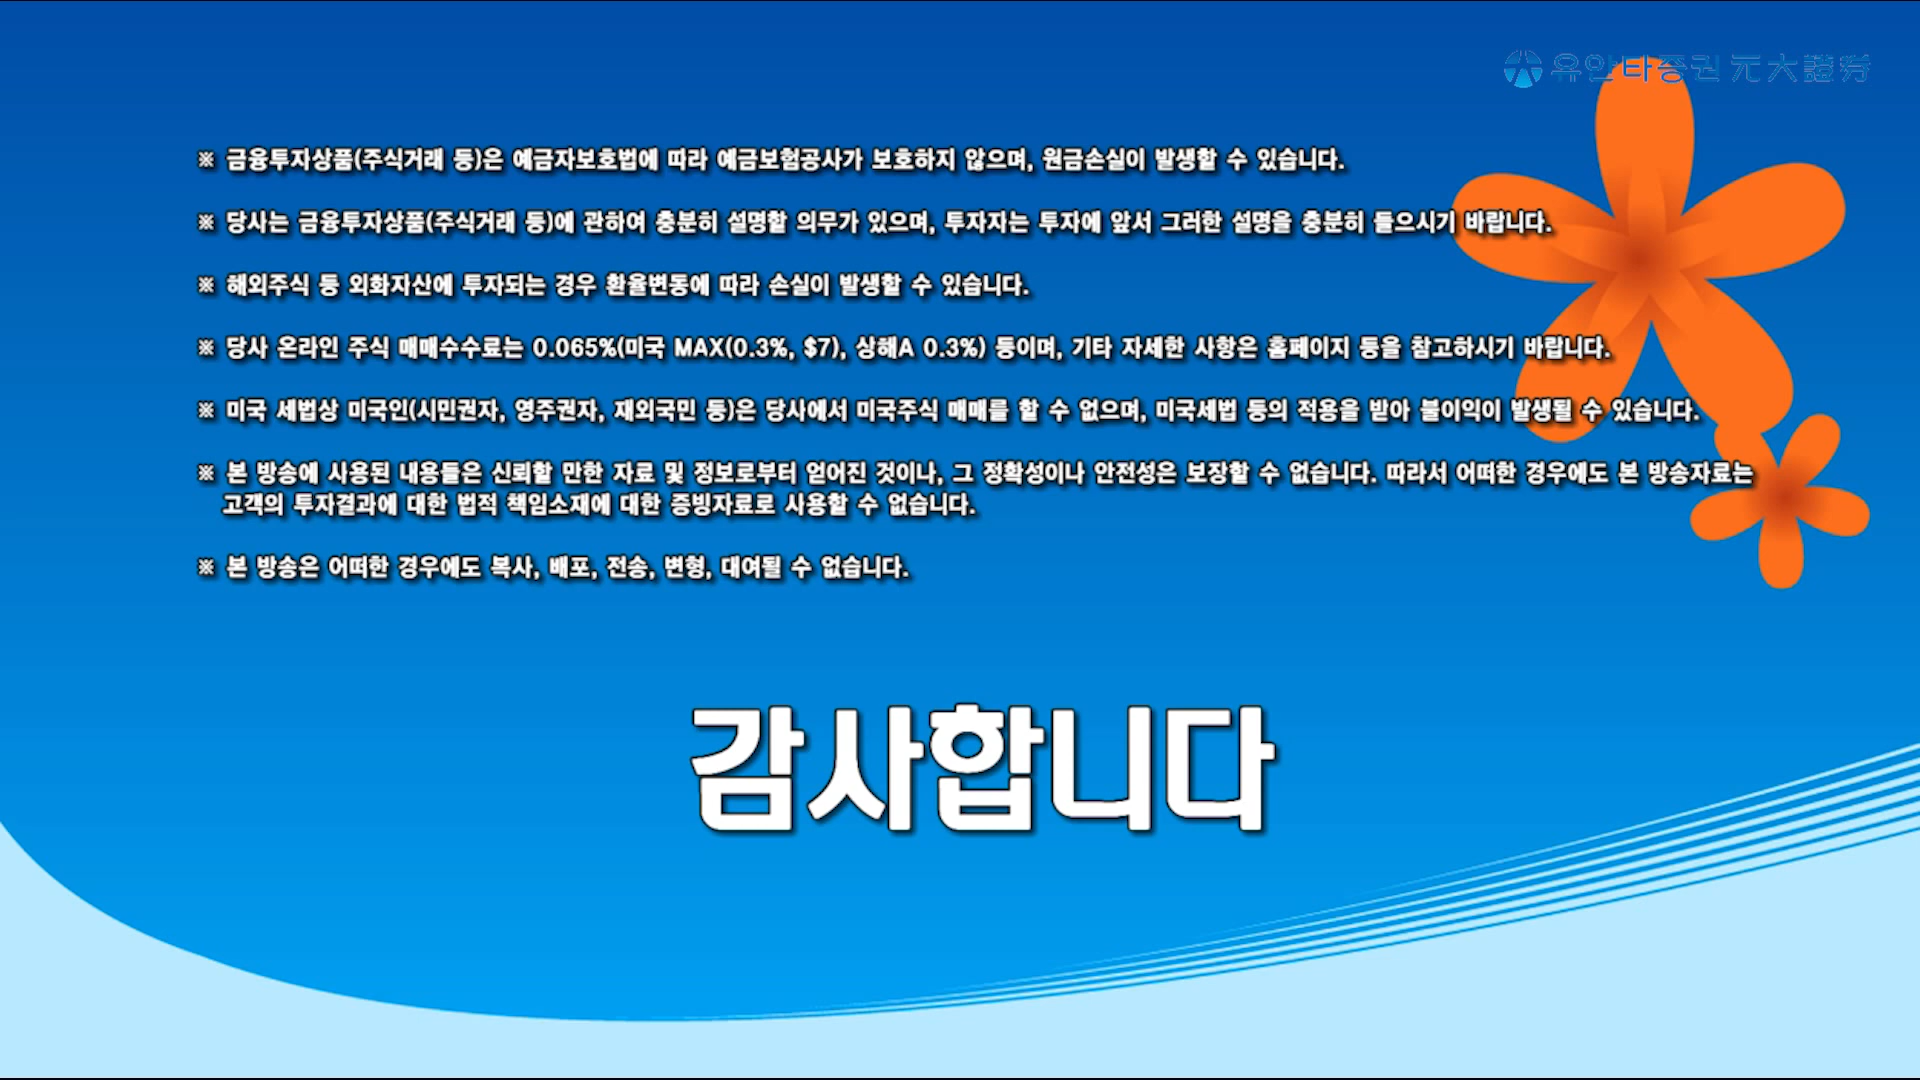 유안타증권 元大證券
※ 금융투자상품(주식거래 등)은 예금자보호법에 따라 예금보험공사가 보호하지 않으며, 원금손실이 발생할 수 있습니다.
※ 당사는 금융투자상품(주식거래 등)에 관하여 충분히 설명할 의무가 있으며, 투자자는 투자에 앞서 그러한 설명을 충분히 들으시기 바랍니다.
※ 해외주식 등 외화자산에 투자되는 경우 환율변동에 따라 손실이 발생할 수 있습니다.
※ 당사 온라인 주식 매매수수료는 0.065%(미국 MAX(0.3%, $7), 상해A 0.3%) 등이며, 기타 자세한 사항은 홈페이지 등을 참고하시기 바랍니다.
※ 미국 세법상 미국인(시민권자, 영주권자, 재외국민 등)은 당사에서 미국주식 매매를 할 수 없으며, 미국세법 등의 적용을 받아 불이익이 발생될 수 있습니다.
※ 본 방송에 사용된 내용들은 신뢰할 만한 자료 및 정보로부터 얻어진 것이나, 그 정확성이나 안전성은 보장할 수 없습니다. 따라서 어떠한 경우에도 본 방송자료는
고객의 투자결과에 대한 법적 책임소재에 대한 증빙자료로 사용할 수 없습니다.
※ 본 방송은 어떠한 경우에도 복사, 배포, 전송, 변형, 대여될 수 없습니다.
감사합니다